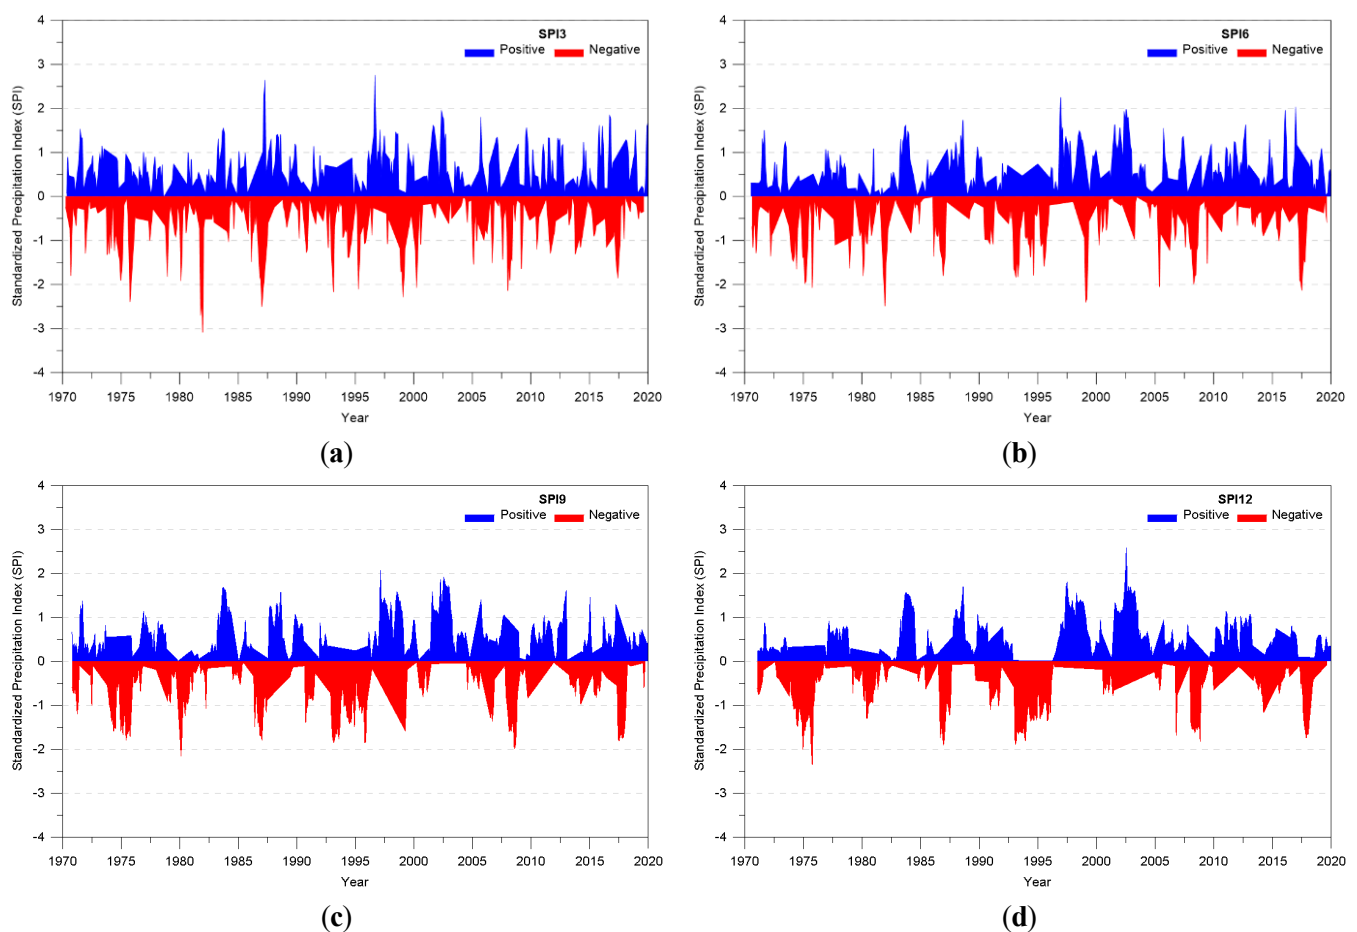 SPI3
Positive Negative
Standardized Precipitation Index (SPI)
4
3
2
1
0
-1
-2
-3
-4
1970 1975 1980 1985 1990 1995 2000 2005 2010 2015 2020
Year
(a)
SPI6
Positive Negative
Standardized Precipitation Index (SPI)
4
3
2
1
0
-1
-2
-3
-4
1970 1975 1980 1985 1990 1995 2000 2005 2010 2015 2020
Year
(b)
SPI9
Positive Negative
Standardized Precipitation Index (SPI)
4
3
2
1
0
-1
-2
-3
-4
1970 1975 1980 1985 1990 1995 2000 2005 2010 2015 2020
Year
(c)
SPI12
Positive Negative
Standardized Precipitation Index (SPI)
4
3
2
1
0
-1
-2
-3
-4
1970 1975 1980 1985 1990 1995 2000 2005 2010 2015 2020
Year
(d)